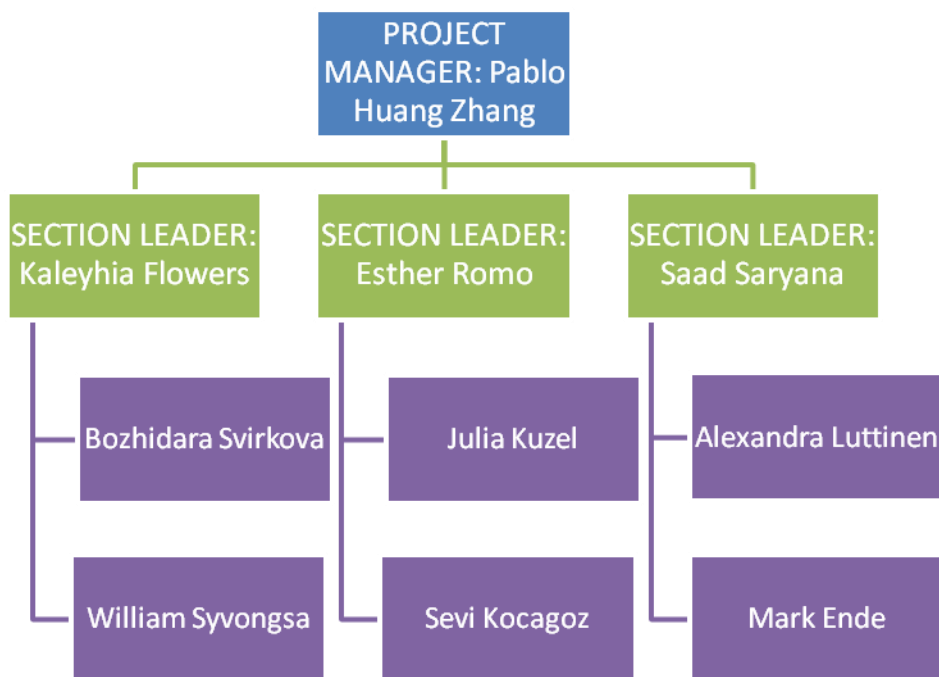 PROJECT
MANAGER: Pablo
Huang Zhang
SECTION LEADER:
Kaleyhia Flowers
SECTION LEADER:
Esther Romo
SECTION LEADER:
Saad Saryana
Bozhidara Svirkova
Julia Kuzel
Alexandra Luttinen
William Syvongsa
Sevi Kocagoz
Mark Ende